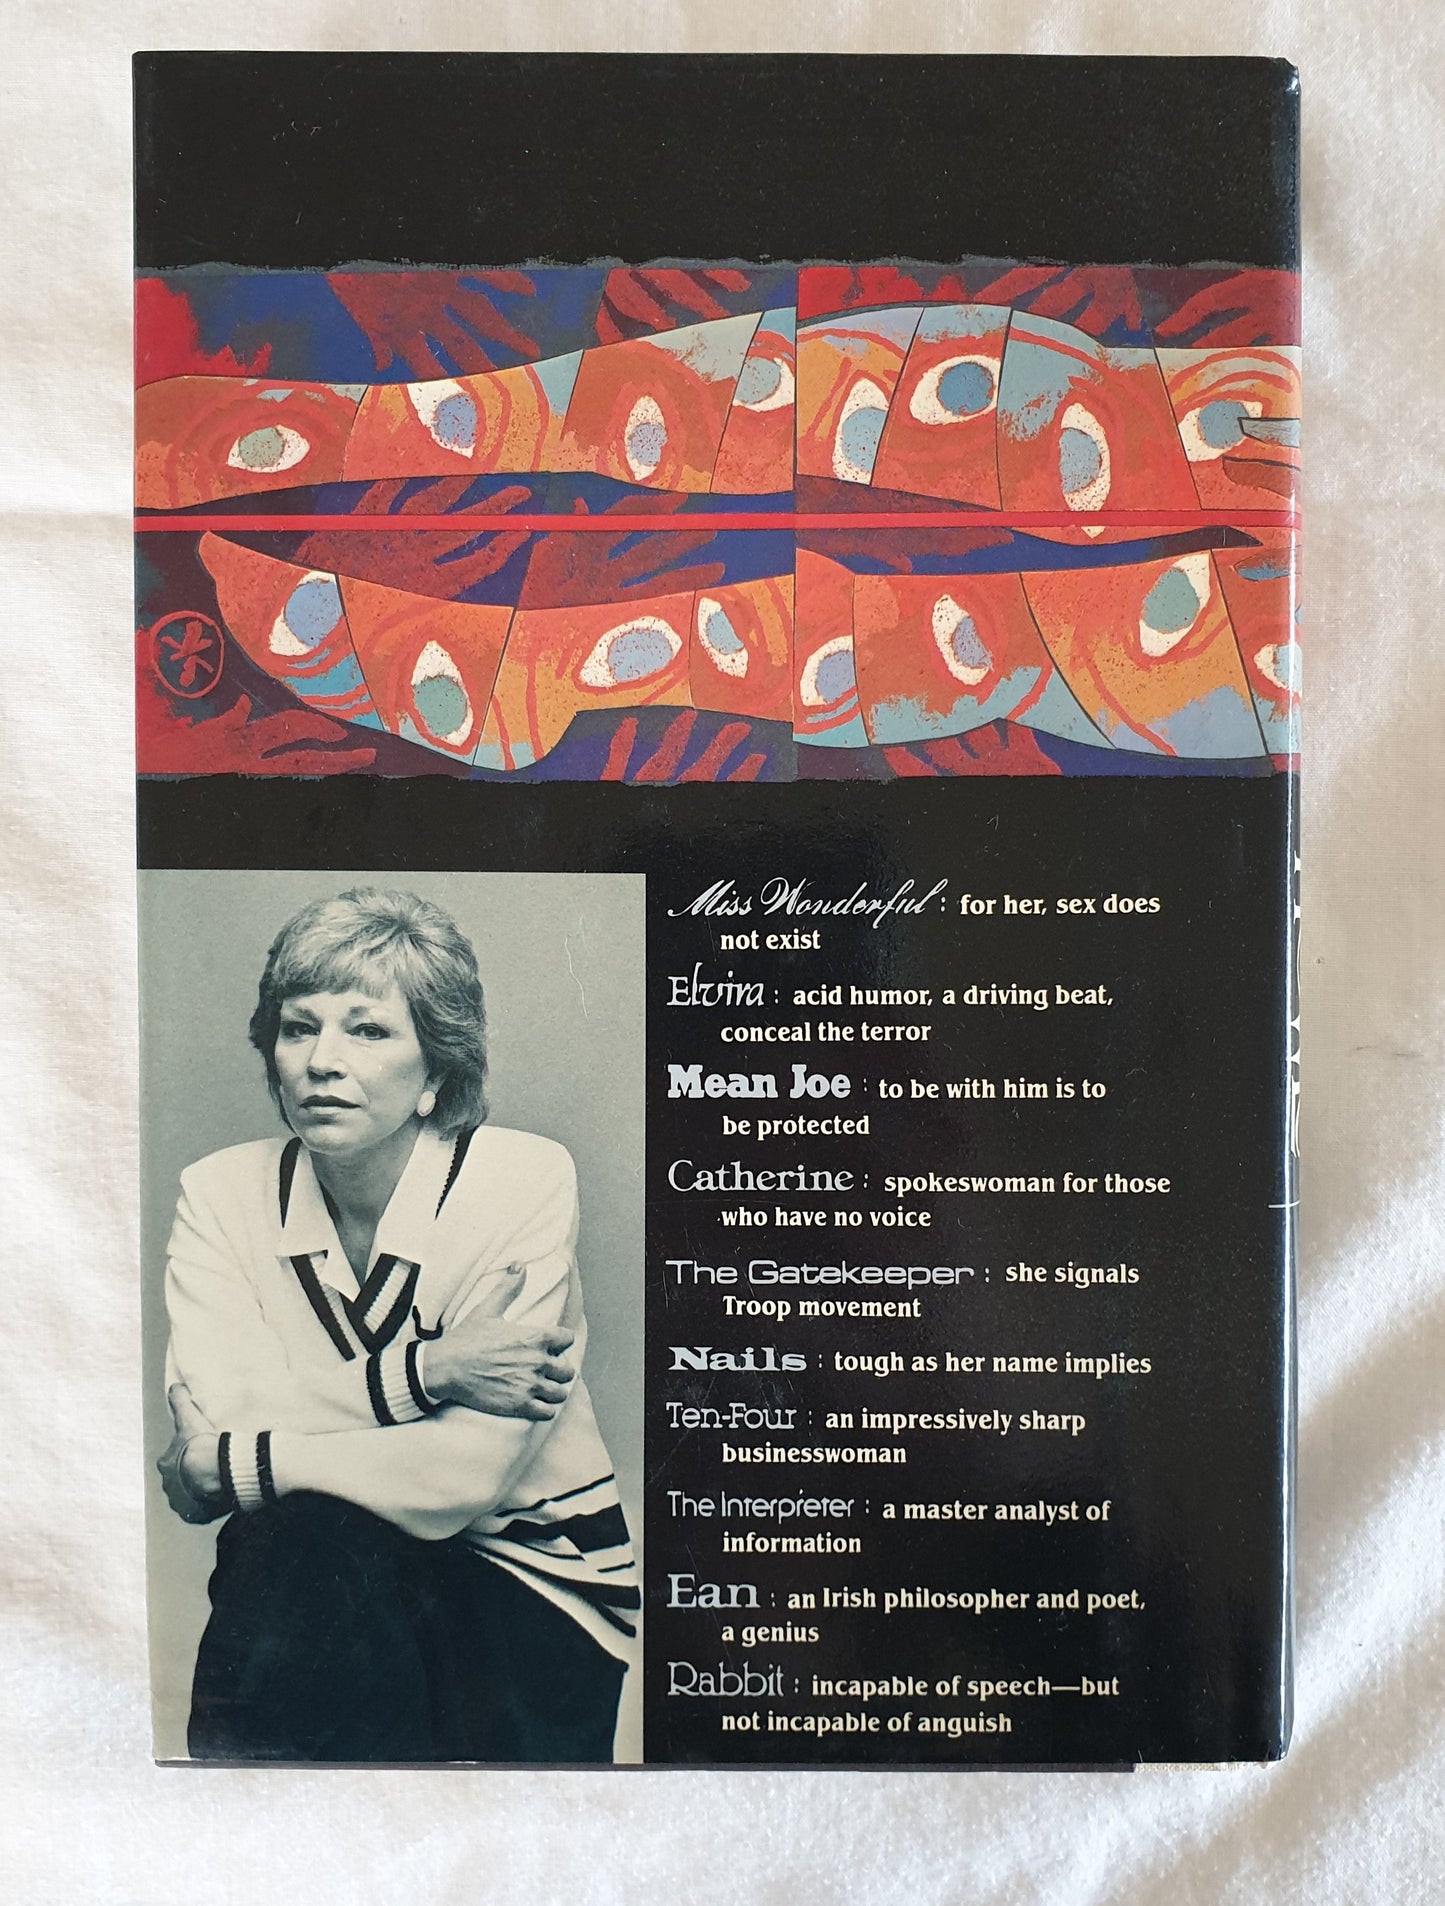 Miss Wonderful : for her, sex does
not exist
Elvira : acid humor, a driving beat,
conceal the terror
Mean Joe : to be with him is to
be protected
Catherine : spokeswoman for those
who have no voice
The Gatekeeper : she signals
Troop movement
Nails : tough as her name implies
Ten-Four : an impressively sharp
businesswoman
The Interpreter : a master analyst of
information
Ean : an Irish philosopher and poet,
a genius
Rabbit : incapable of speech—but
not incapable of anguish